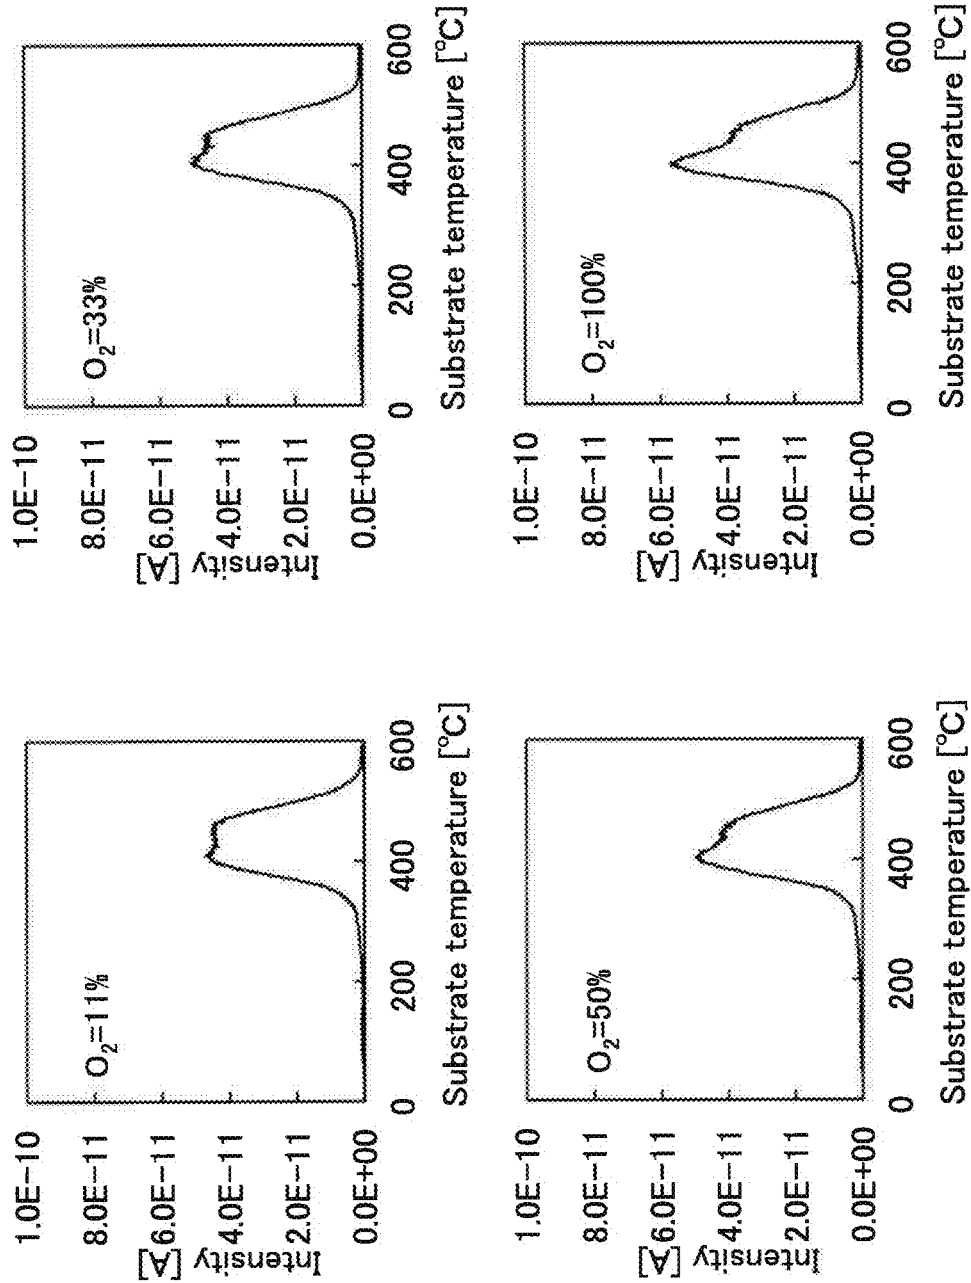 O2=11%
1.0E-10
8.0E-11
6.0E-11
4.0E-11
2.0E-11
0.0E+00
Intensity [A]
0 200 400 600
Substrate temperature [°C]
O2=33%
1.0E-10
8.0E-11
6.0E-11
4.0E-11
2.0E-11
0.0E+00
Intensity [A]
0 200 400 600
Substrate temperature [°C]
O2=50%
1.0E-10
8.0E-11
6.0E-11
4.0E-11
2.0E-11
0.0E+00
Intensity [A]
0 200 400 600
Substrate temperature [°C]
O2=100%
1.0E-10
8.0E-11
6.0E-11
4.0E-11
2.0E-11
0.0E+00
Intensity [A]
0 200 400 600
Substrate temperature [°C]